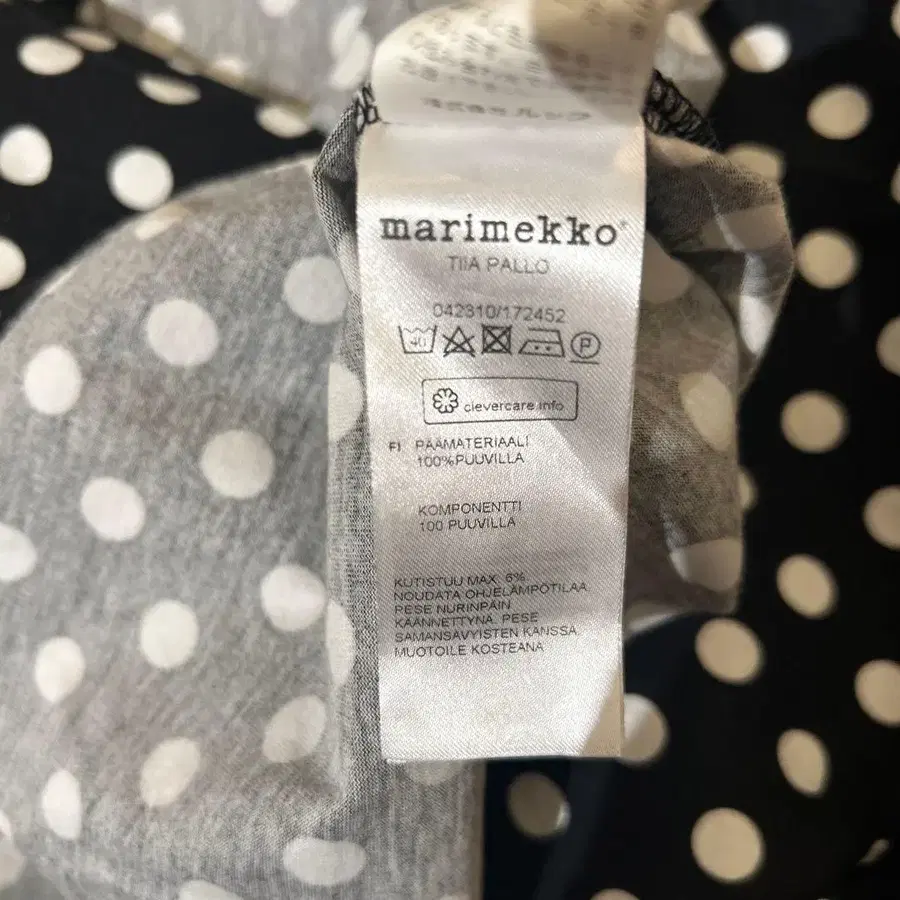 marimekko®
TIIA PALLO
042310/172452
40
P
clevercare.info
FI PÄÄMATERIAALI
100%PUUVILLA
KOMPONENTTI
100 PUUVILLA
KUTISTUU MAX. 6%
NOUDATA OHJELÄMPÖTILAA
PESE NURINPÄIN
KÄÄNNETTYNÄ. PESE
SAMANSÄVYISTEN KANSSA.
MUOTOILE KOSTEANA